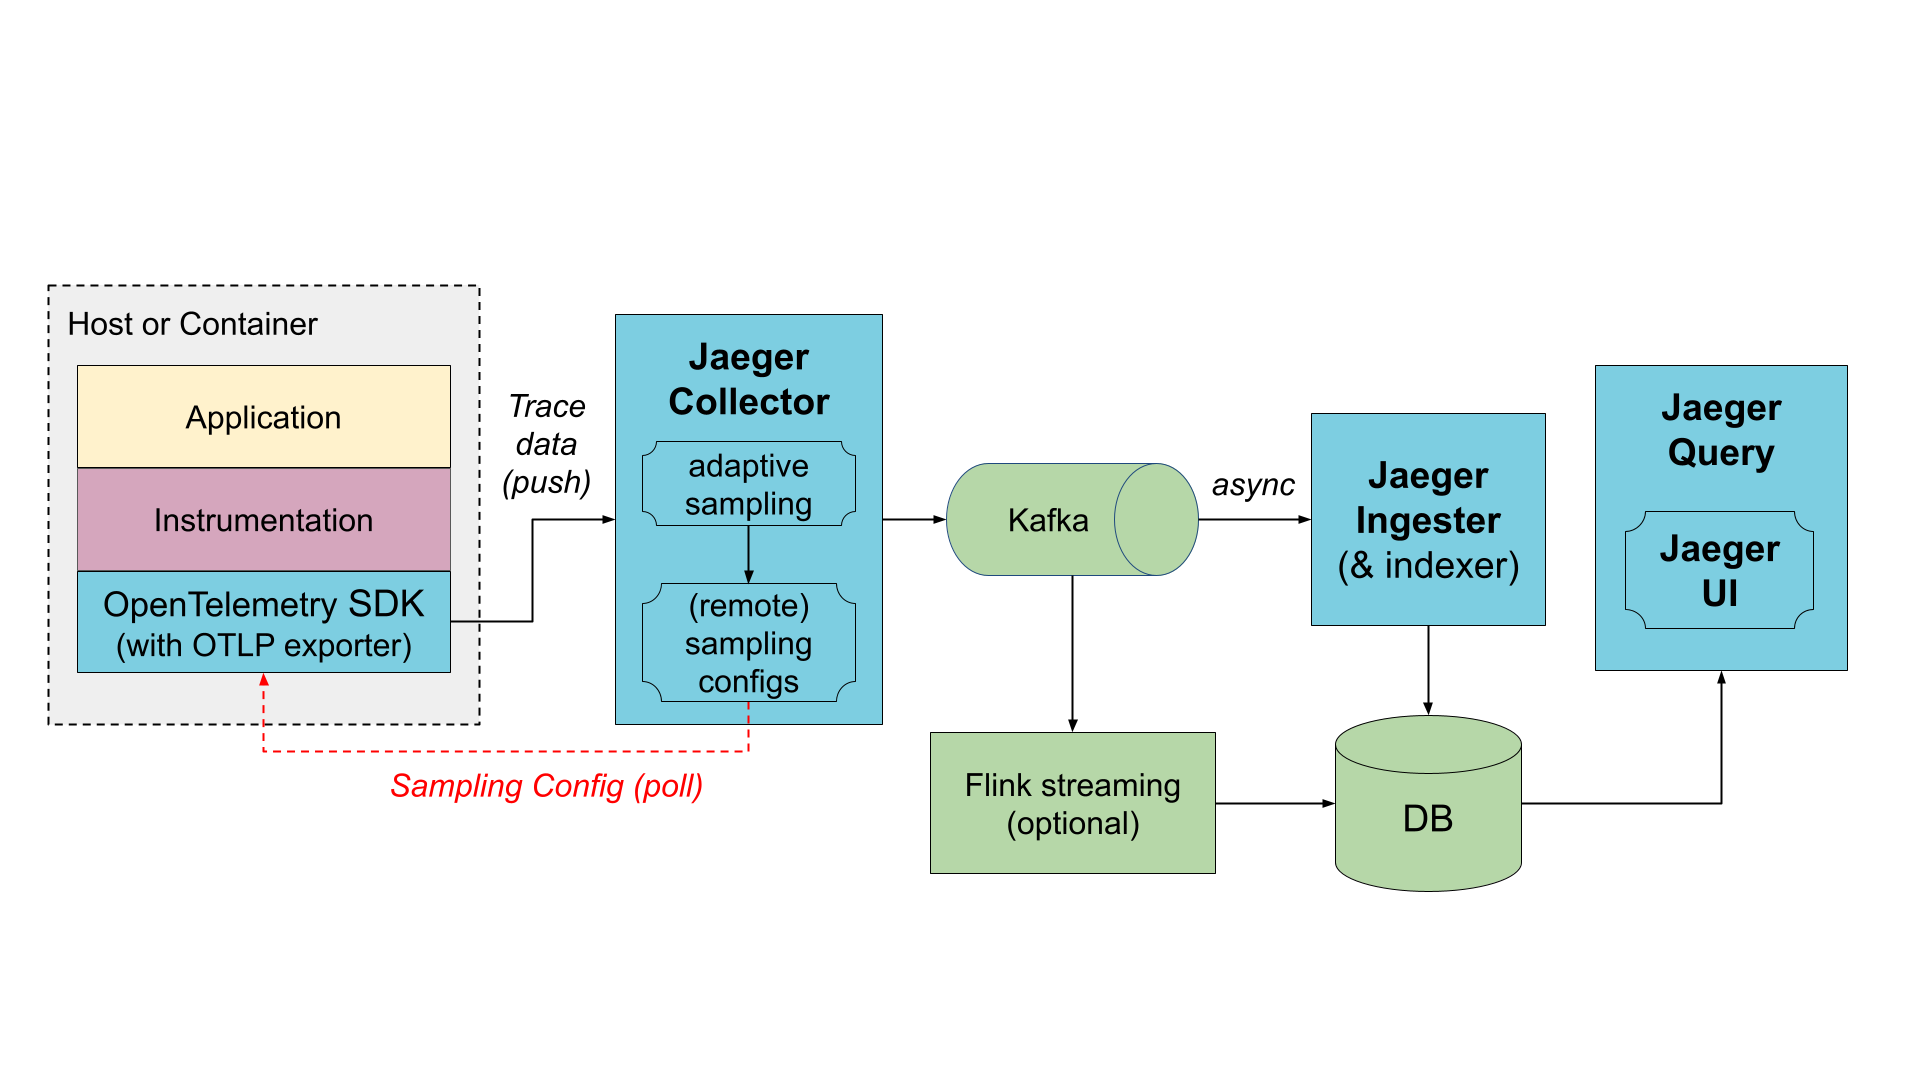 Host or Container
Application
Instrumentation
OpenTelemetry SDK
(with OTLP exporter)
Trace
data
(push)
Jaeger
Collector
adaptive
sampling
(remote)
sampling
configs
Sampling Config (poll)
Kafka
async
Jaeger
Ingester
(& indexer)
Flink streaming
(optional)
DB
Jaeger
Query
Jaeger
UI